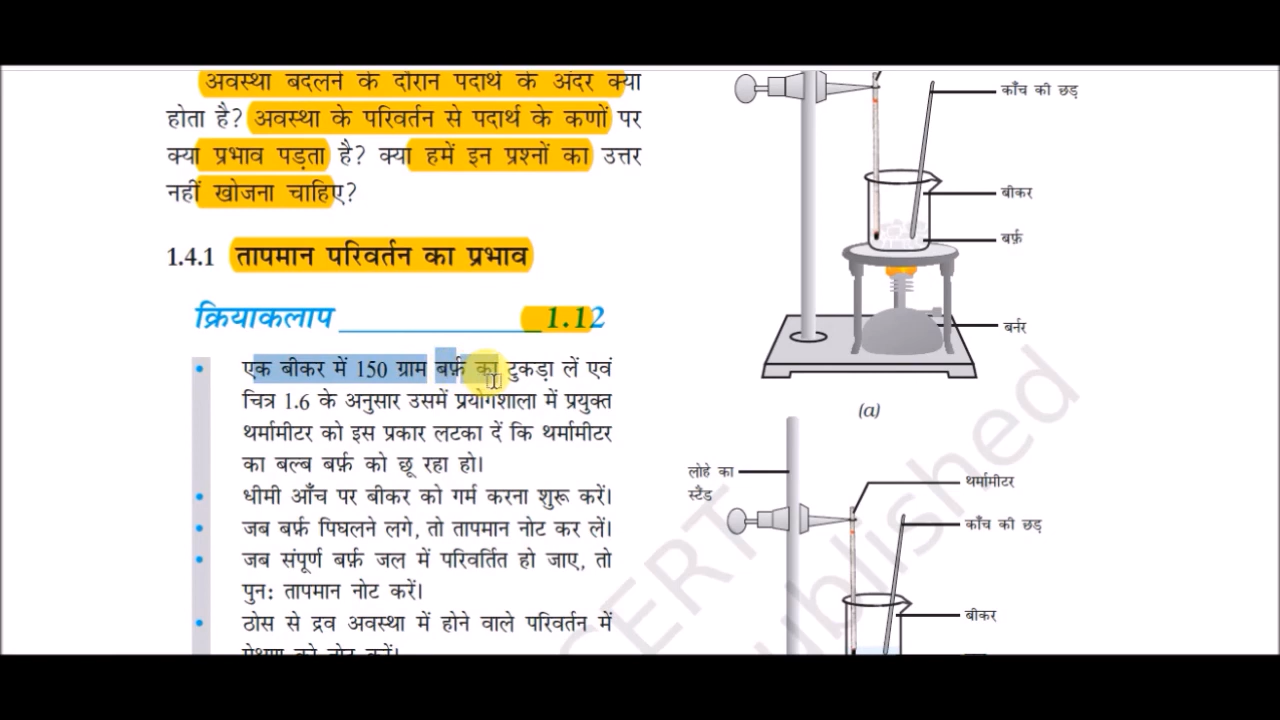 अवस्था बदलने के दौरान पदार्थ के अंदर क्या
होता है? अवस्था के परिवर्तन से पदार्थ के कणों पर
क्या प्रभाव पड़ता है? क्या हमें इन प्रश्नों का उत्तर
नहीं खोजना चाहिए?
1.4.1 तापमान परिवर्तन का प्रभाव
क्रियाकलाप ______________ 1.12
• एक बीकर में 150 ग्राम बर्फ़ का टुकड़ा लें एवं
चित्र 1.6 के अनुसार उसमें प्रयोगशाला में प्रयुक्त
थर्मामीटर को इस प्रकार लटका दें कि थर्मामीटर
का बल्ब बर्फ़ को छू रहा हो।
• धीमी आँच पर बीकर को गर्म करना शुरू करें।
• जब बर्फ़ पिघलने लगे, तो तापमान नोट कर लें।
• जब संपूर्ण बर्फ़ जल में परिवर्तित हो जाए, तो
पुन: तापमान नोट करें।
• ठोस से द्रव अवस्था में होने वाले परिवर्तन में
काँच की छड़
बीकर
बर्फ़
बर्नर
(a)
लोहे का
स्टैंड
थर्मामीटर
काँच की छड़
बीकर